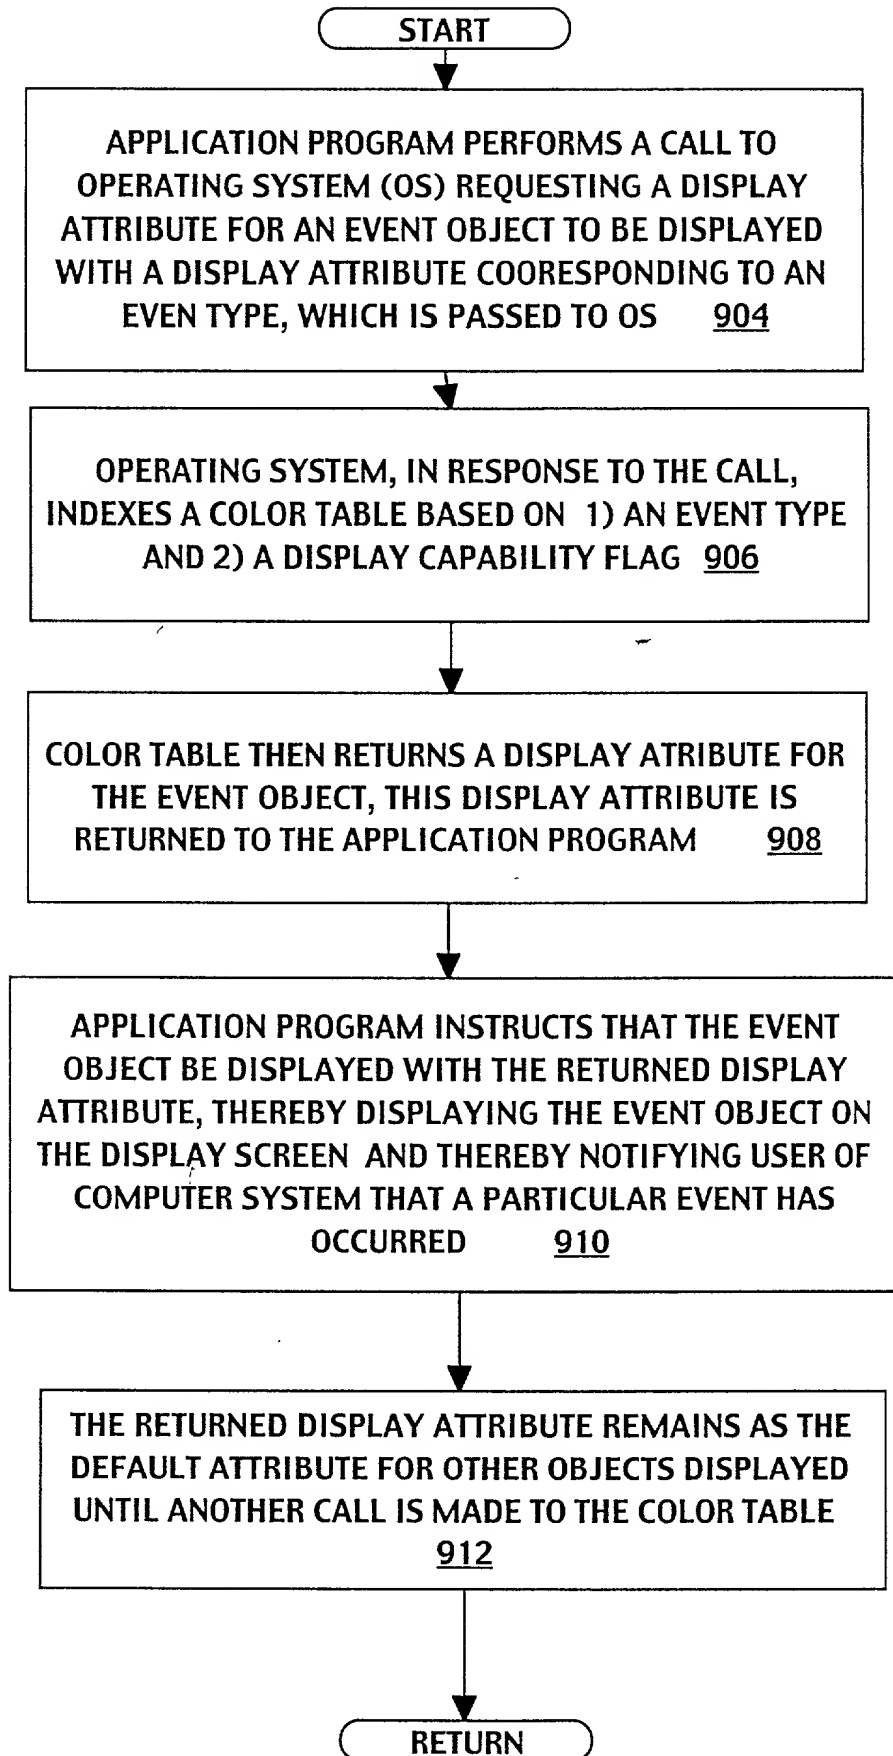 START
APPLICATION PROGRAM PERFORMS A CALL TO
OPERATING SYSTEM (OS) REQUESTING A DISPLAY
ATTRIBUTE FOR AN EVENT OBJECT TO BE DISPLAYED
WITH A DISPLAY ATTRIBUTE COORESPONDING TO AN
EVEN TYPE, WHICH IS PASSED TO OS 904
OPERATING SYSTEM, IN RESPONSE TO THE CALL,
INDEXES A COLOR TABLE BASED ON 1) AN EVENT TYPE
AND 2) A DISPLAY CAPABILITY FLAG 906
COLOR TABLE THEN RETURNS A DISPLAY ATRIBUTE FOR
THE EVENT OBJECT, THIS DISPLAY ATTRIBUTE IS
RETURNED TO THE APPLICATION PROGRAM 908
APPLICATION PROGRAM INSTRUCTS THAT THE EVENT
OBJECT BE DISPLAYED WITH THE RETURNED DISPLAY
ATTRIBUTE, THEREBY DISPLAYING THE EVENT OBJECT ON
THE DISPLAY SCREEN AND THEREBY NOTIFYING USER OF
COMPUTER SYSTEM THAT A PARTICULAR EVENT HAS
OCCURRED 910
THE RETURNED DISPLAY ATTRIBUTE REMAINS AS THE
DEFAULT ATTRIBUTE FOR OTHER OBJECTS DISPLAYED
UNTIL ANOTHER CALL IS MADE TO THE COLOR TABLE
912
RETURN